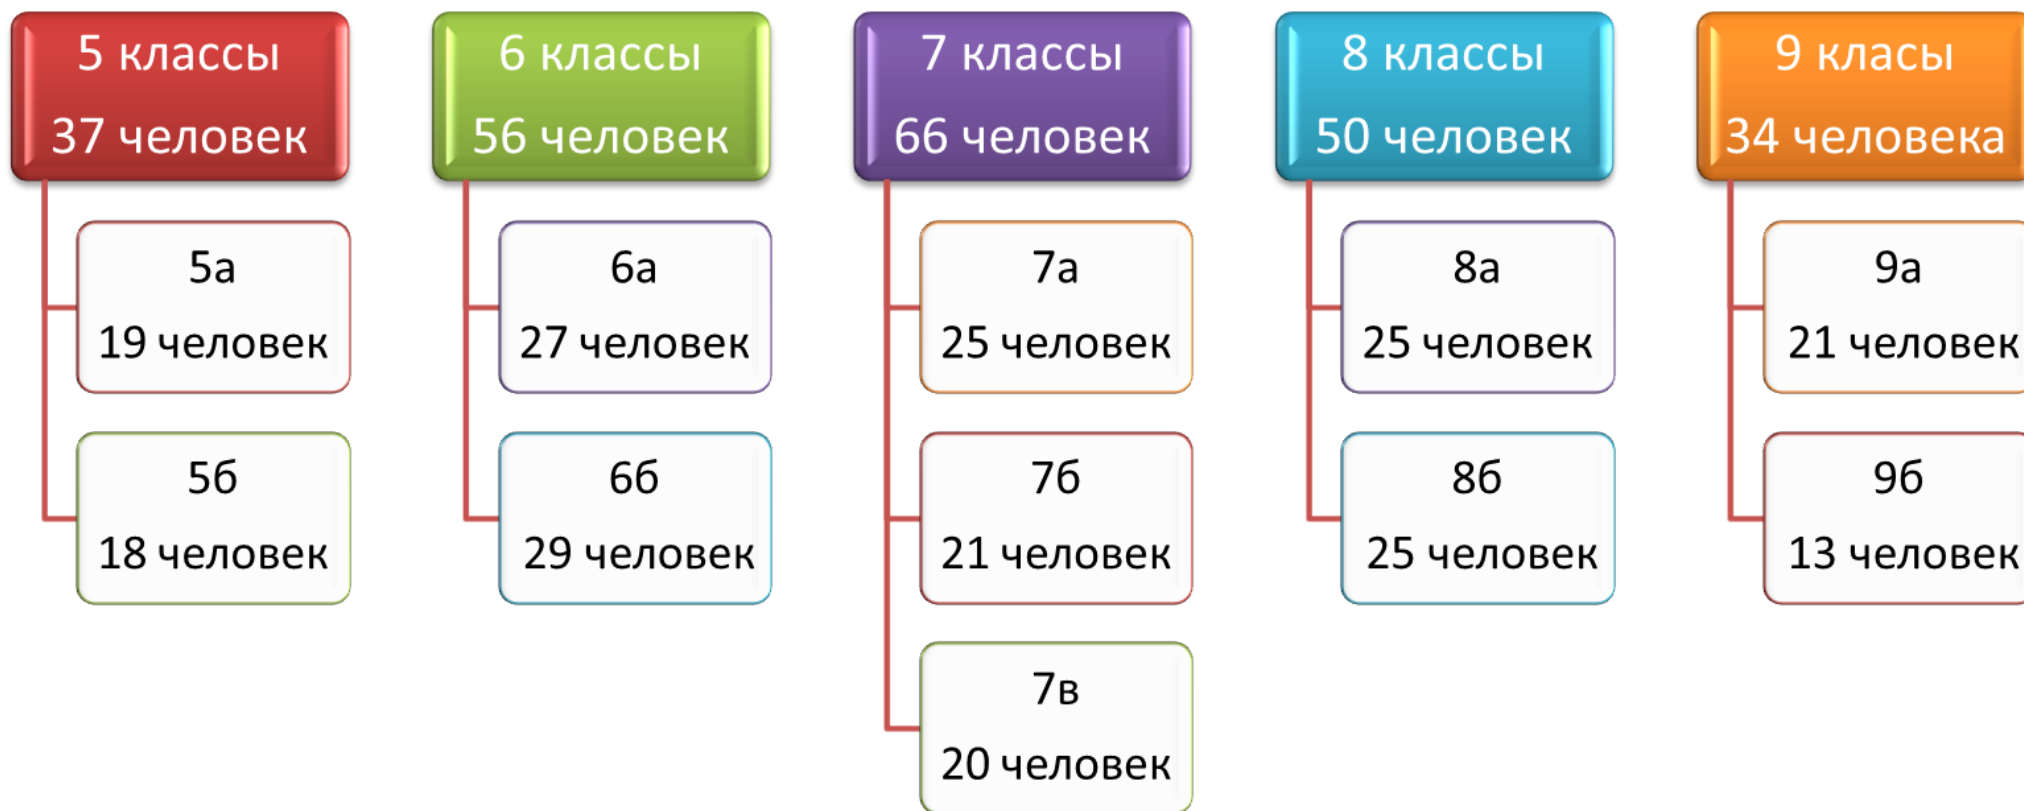 5 классы
37 человек
5а
19 человек
5б
18 человек
6 классы
56 человек
6а
27 человек
6б
29 человек
7 классы
66 человек
7а
25 человек
7б
21 человек
7в
20 человек
8 классы
50 человек
8а
25 человек
8б
25 человек
9 класы
34 человека
9а
21 человек
9б
13 человек